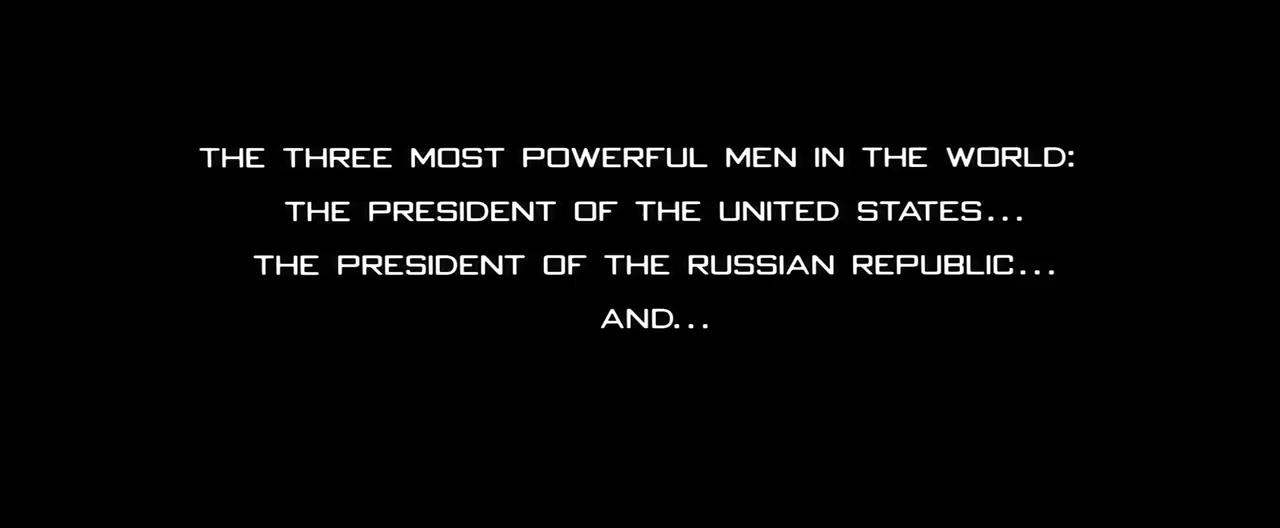 THE THREE MOST POWERFUL MEN IN THE WORLD:
THE PRESIDENT OF THE UNITED STATES...
THE PRESIDENT OF THE RUSSIAN REPUBLIC...
AND...